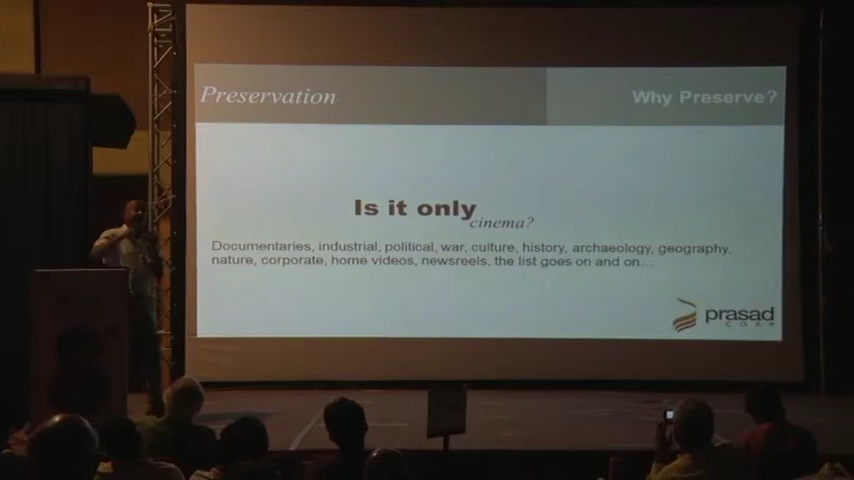 Preservation
Why Preserve?
Is it only
cinema?
Documentaries, industrial, political, war, culture, history, archaeology, geography,
nature, corporate, home videos, newsreels, the list goes on and on...
prasad
CORP